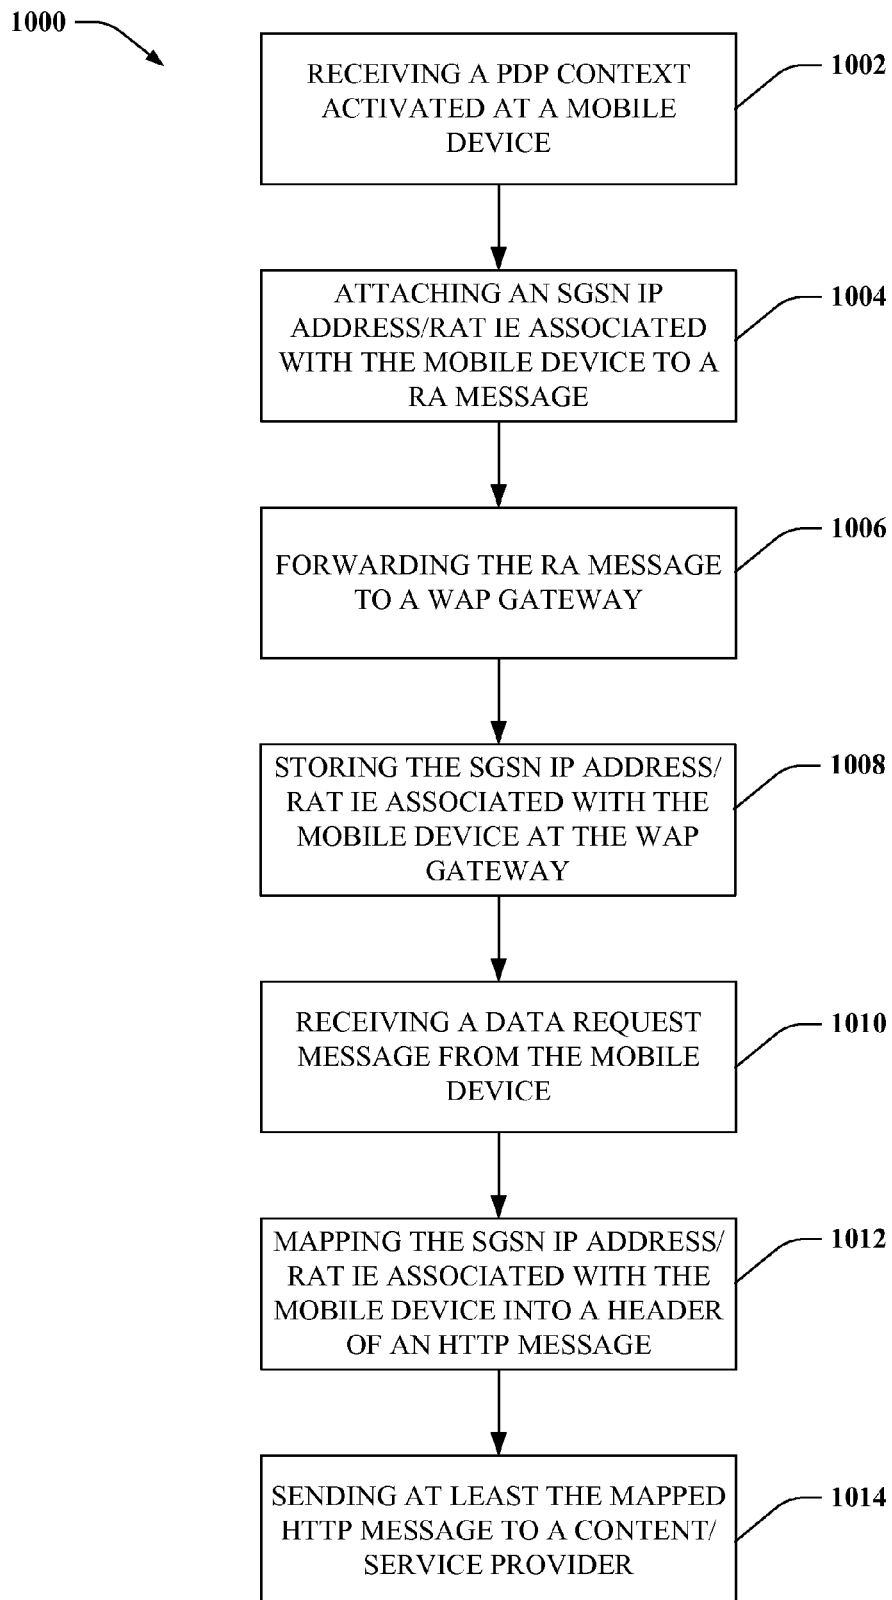 1000
RECEIVING A PDP CONTEXT
ACTIVATED AT A MOBILE
DEVICE
1002
ATTACHING AN SGSN IP
ADDRESS/RAT IE ASSOCIATED
WITH THE MOBILE DEVICE TO A
RA MESSAGE
1004
FORWARDING THE RA MESSAGE
TO A WAP GATEWAY
1006
STORING THE SGSN IP ADDRESS/
RAT IE ASSOCIATED WITH THE
MOBILE DEVICE AT THE WAP
GATEWAY
1008
RECEIVING A DATA REQUEST
MESSAGE FROM THE MOBILE
DEVICE
1010
MAPPING THE SGSN IP ADDRESS/
RAT IE ASSOCIATED WITH THE
MOBILE DEVICE INTO A HEADER
OF AN HTTP MESSAGE
1012
SENDING AT LEAST THE MAPPED
HTTP MESSAGE TO A CONTENT/
SERVICE PROVIDER
1014